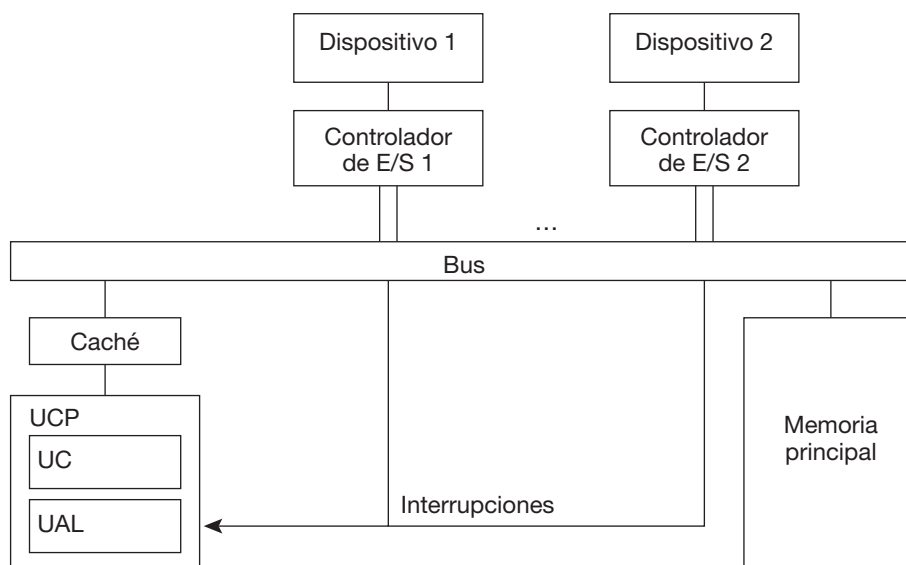 Dispositivo 1
Dispositivo 2
Controlador
de E/S 1
Controlador
de E/S 2
...
Bus
Caché
UCP
UC
UAL
Interrupciones
Memoria
principal